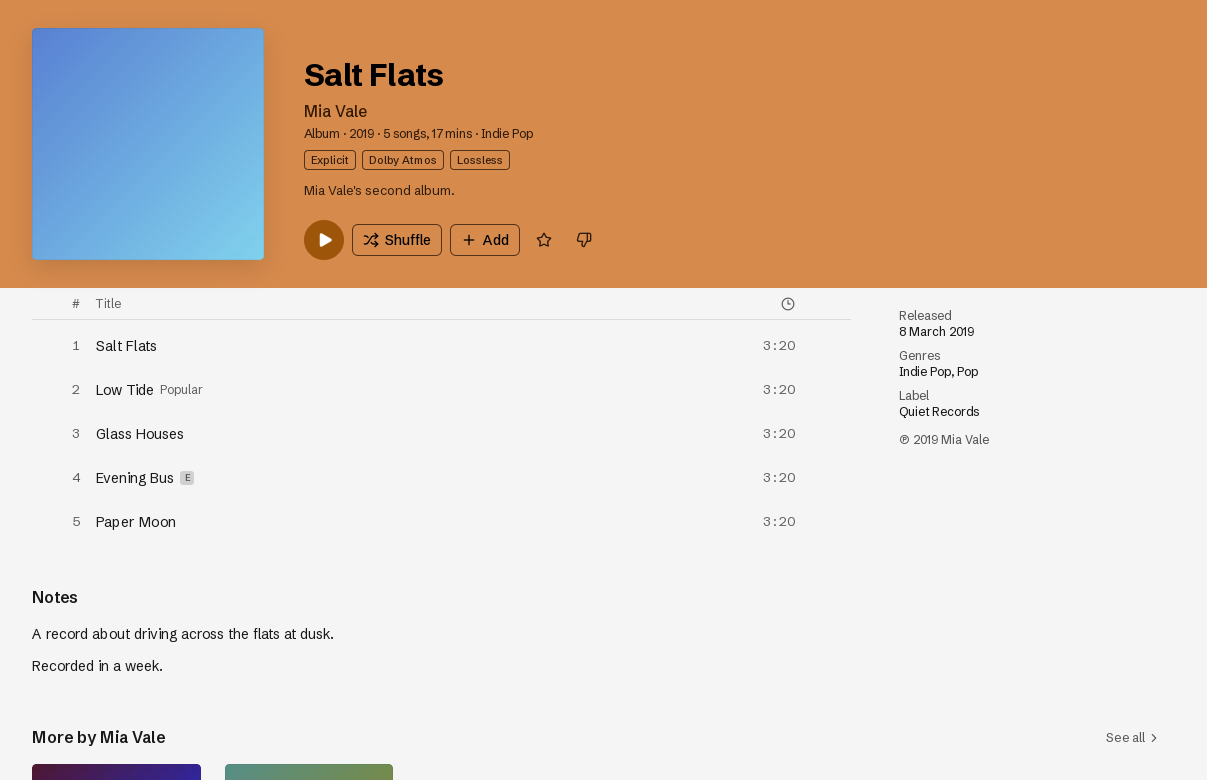 Salt Flats
Mia Vale
Album · 2019 · 5 songs, 17 mins · Indie Pop
Explicit Dolby Atmos Lossless
Mia Vale's second album.
Shuffle Add
# Title
1 Salt Flats 3:20
2 Low Tide Popular 3:20
3 Glass Houses 3:20
4 Evening Bus E 3:20
5 Paper Moon 3:20
Released
8 March 2019
Genres
Indie Pop, Pop
Label
Quiet Records
℗ 2019 Mia Vale
Notes
A record about driving across the flats at dusk.
Recorded in a week.
More by Mia Vale See all